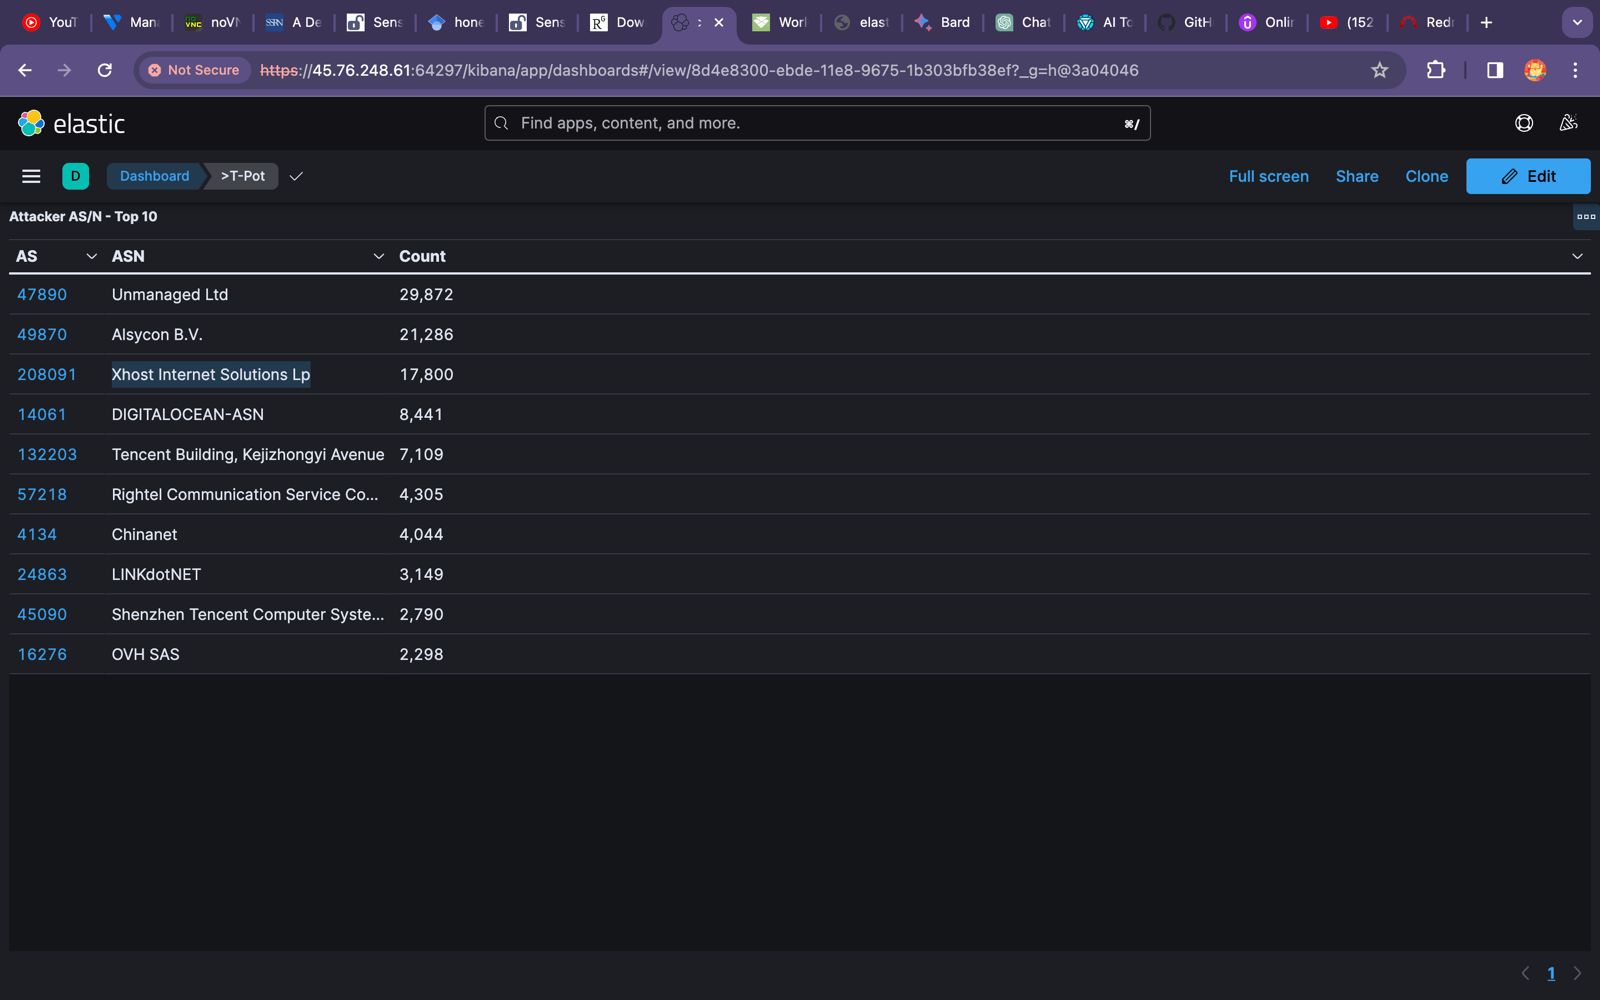 YouT
Mana
noVN
A De
Sens
hone
Sens
Dow
Worl
elast
Bard
Chat
AI To
GitH
Onlin
(152
Redr
Not Secure
https://45.76.248.61:64297/kibana/app/dashboards#/view/8d4e8300-ebde-11e8-9675-1b303bfb38ef?_g=h@3a04046
elastic
Find apps, content, and more.
⌘/
D
Dashboard
>T-Pot
Full screen
Share
Clone
Edit
Attacker AS/N - Top 10
AS ASN Count
47890 Unmanaged Ltd 29,872
49870 Alsycon B.V. 21,286
208091 Xhost Internet Solutions Lp 17,800
14061 DIGITALOCEAN-ASN 8,441
132203 Tencent Building, Kejizhongyi Avenue 7,109
57218 Rightel Communication Service Co... 4,305
4134 Chinanet 4,044
24863 LINKdotNET 3,149
45090 Shenzhen Tencent Computer Syste... 2,790
16276 OVH SAS 2,298
1